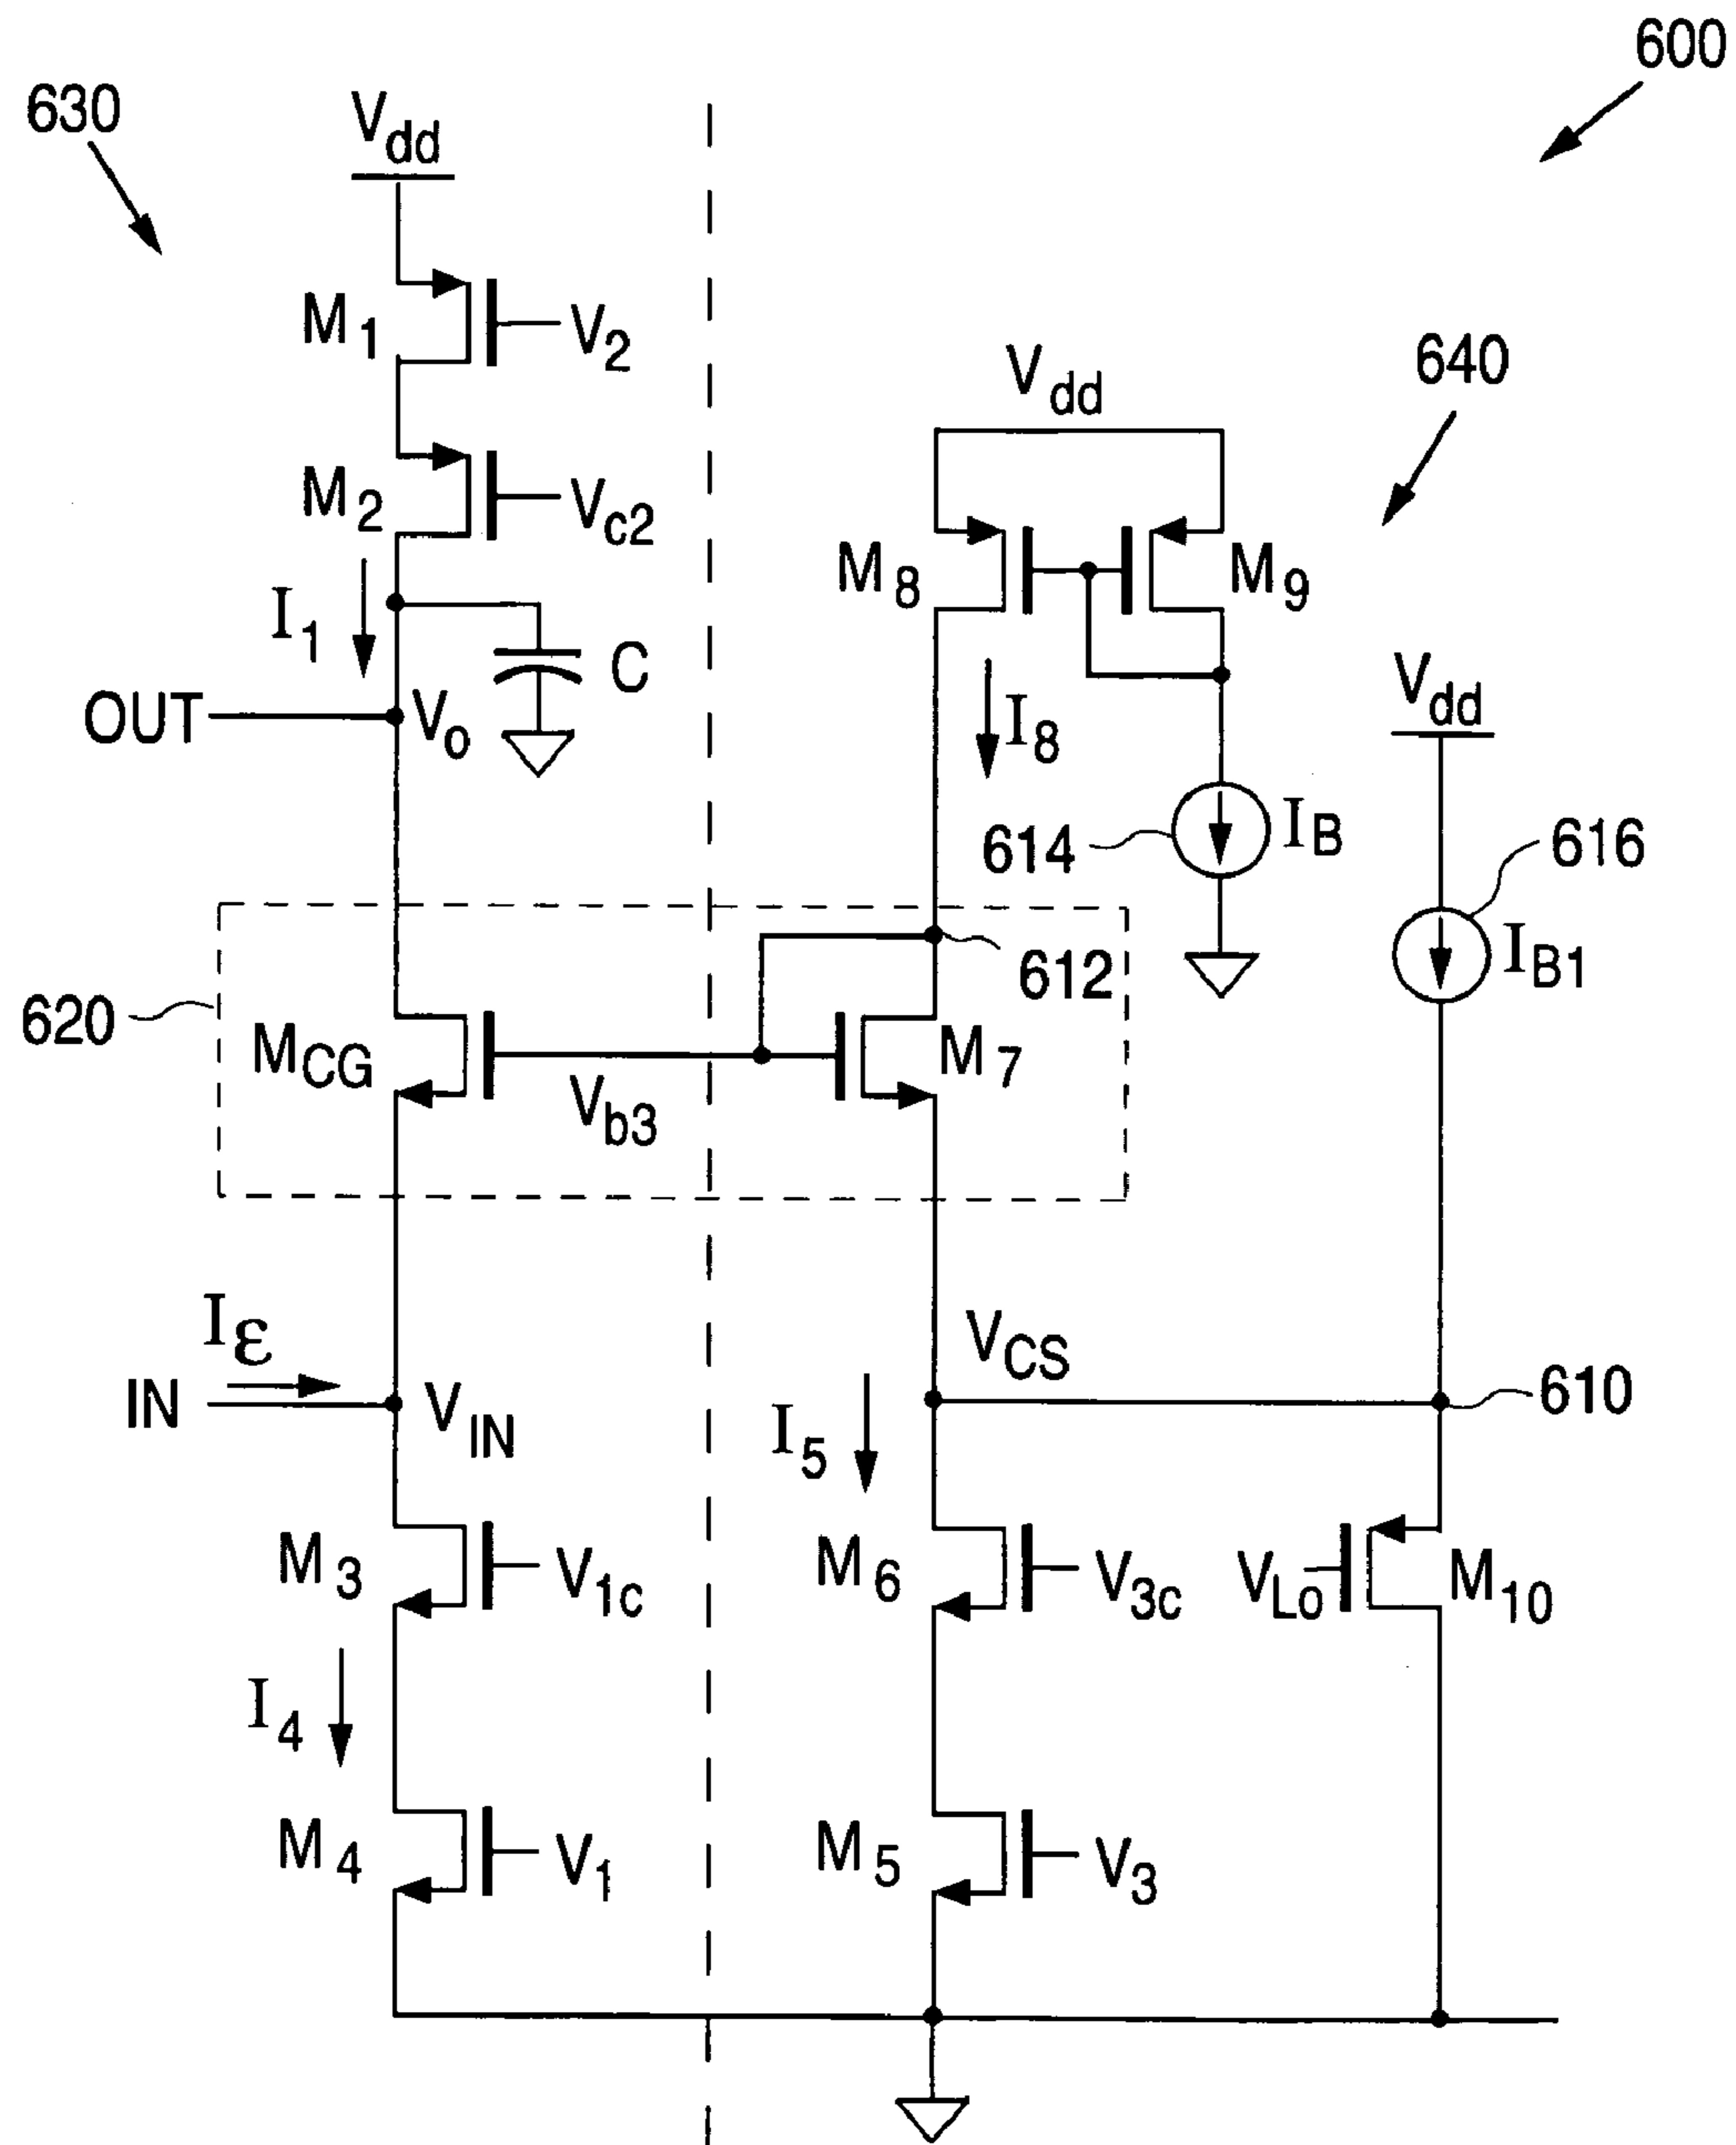 600
630
Vdd
M1
V2
640
Vdd
M2
Vc2
M8
M9
I1
C
Vdd
OUT
Vo
I8
614
IB
616
612
IB1
620
MCG
M7
Vb3
Iε
VCS
IN
VIN
610
I5
M3
V1c
M6
V3c
VLo
M10
I4
M4
V1
M5
V3